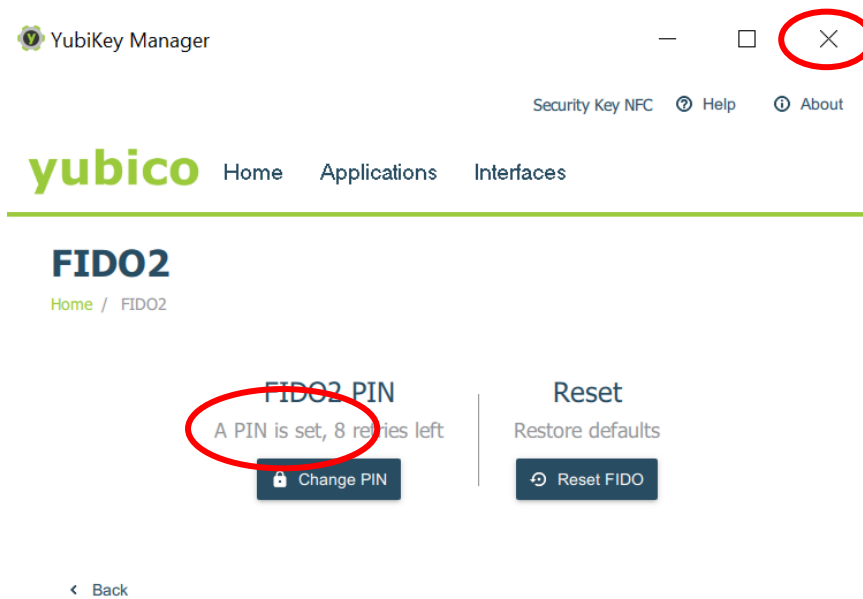 YubiKey Manager
Security Key NFC Help About
yubico Home Applications Interfaces
FIDO2
Home / FIDO2
FIDO2 PIN Reset
A PIN is set, 8 retries left Restore defaults
Change PIN Reset FIDO
Back